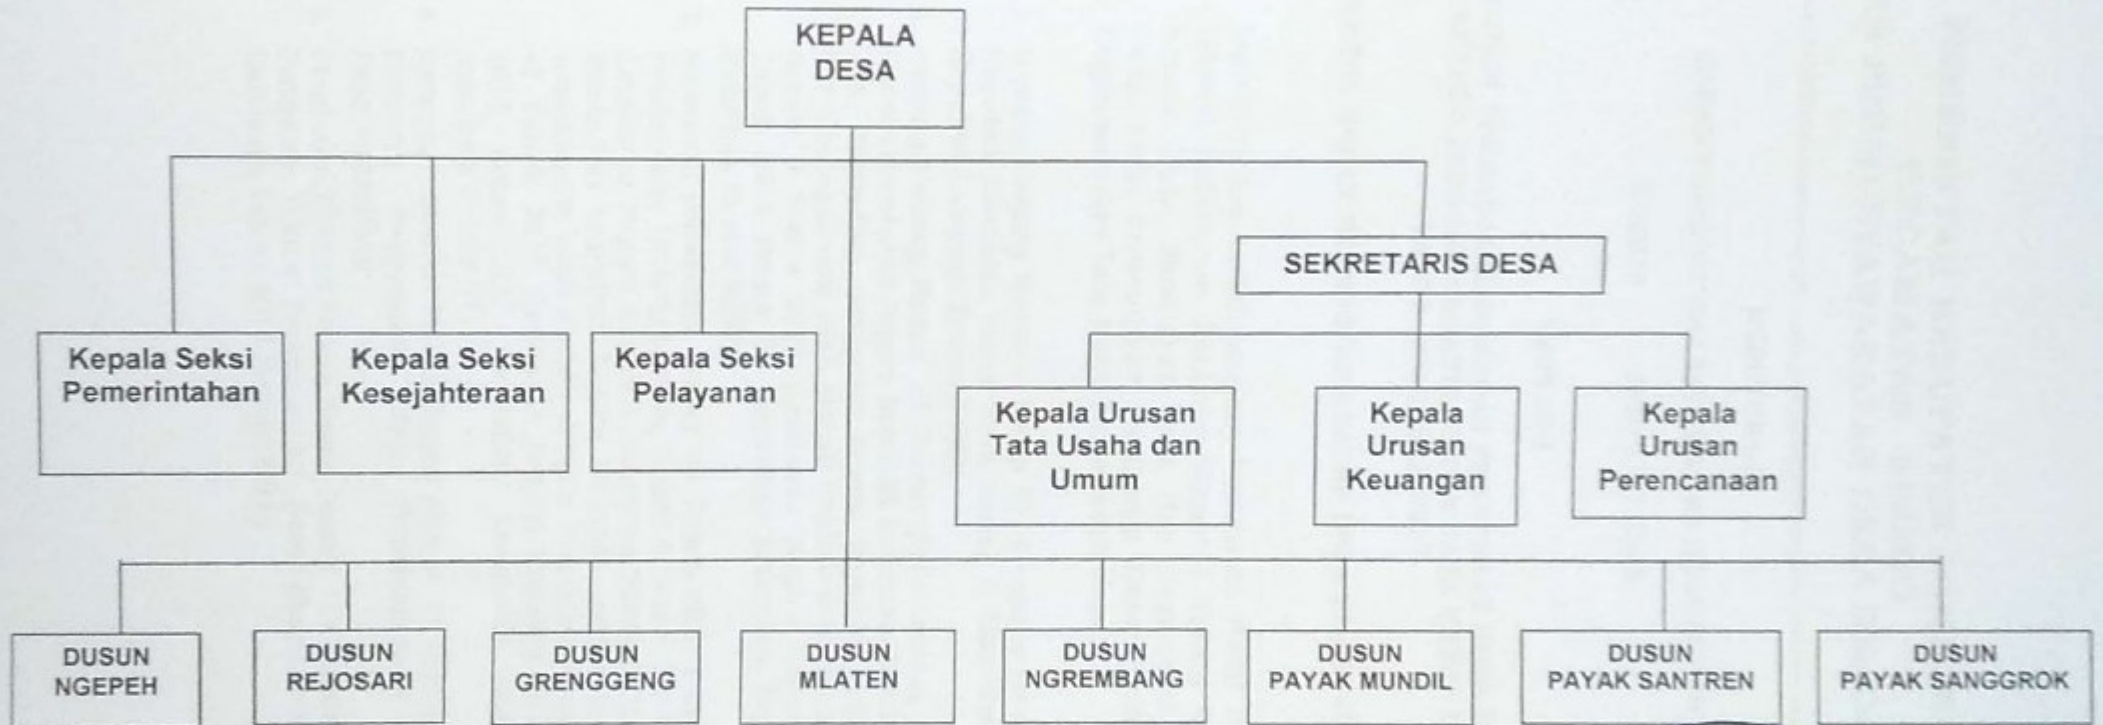 KEPALA
DESA
SEKRETARIS DESA
Kepala Seksi
Pemerintahan
Kepala Seksi
Kesejahteraan
Kepala Seksi
Pelayanan
Kepala Urusan
Tata Usaha dan
Umum
Kepala
Urusan
Keuangan
Kepala
Urusan
Perencanaan
DUSUN
NGEPEH
DUSUN
REJOSARI
DUSUN
GRENGGENG
DUSUN
MLATEN
DUSUN
NGREMBANG
DUSUN
PAYAK MUNDIL
DUSUN
PAYAK SANTREN
DUSUN
PAYAK SANGGROK